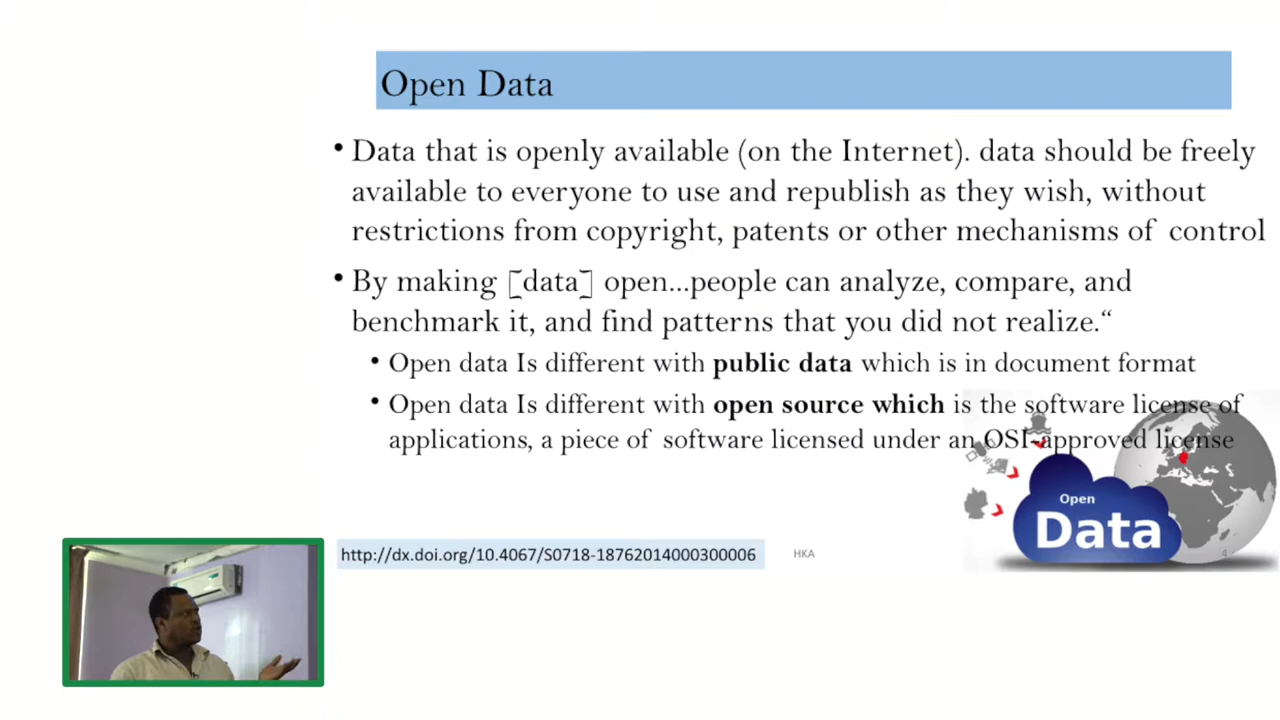 Open Data
• Data that is openly available (on the Internet). data should be freely
available to everyone to use and republish as they wish, without
restrictions from copyright, patents or other mechanisms of control
• By making [data] open...people can analyze, compare, and
benchmark it, and find patterns that you did not realize.“
• Open data Is different with public data which is in document format
• Open data Is different with open source which is the software license of
applications, a piece of software licensed under an OSI-approved license
Open
Data
http://dx.doi.org/10.4067/S0718-18762014000300006
HKA
4